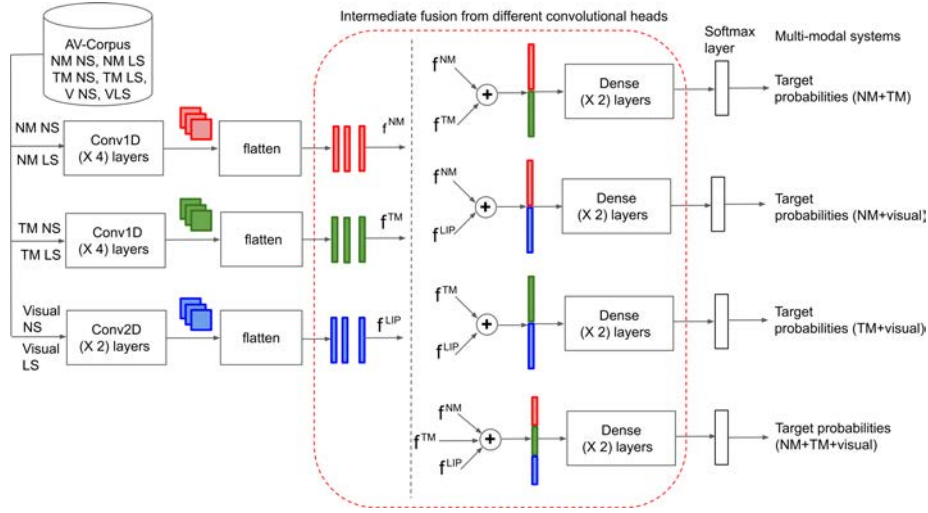 Intermediate fusion from different convolutional heads
AV-Corpus
NM NS, NM LS
TM NS, TM LS,
V NS, VLS
NM NS
NM LS
Conv1D
(X 4) layers
flatten
f^NM
TM NS
TM LS
Conv1D
(X 4) layers
flatten
f^TM
Visual
NS
Visual
LS
Conv2D
(X 2) layers
flatten
f^LIP
Softmax
layer
Multi-modal systems
f^NM
f^TM
+
Dense
(X 2) layers
Target
probabilities (NM+TM)
f^NM
f^LIP
+
Dense
(X 2) layers
Target
probabilities (NM+visual)
f^TM
f^LIP
+
Dense
(X 2) layers
Target
probabilities (TM+visual)
f^NM
f^TM
f^LIP
+
Dense
(X 2) layers
Target probabilities
(NM+TM+visual)